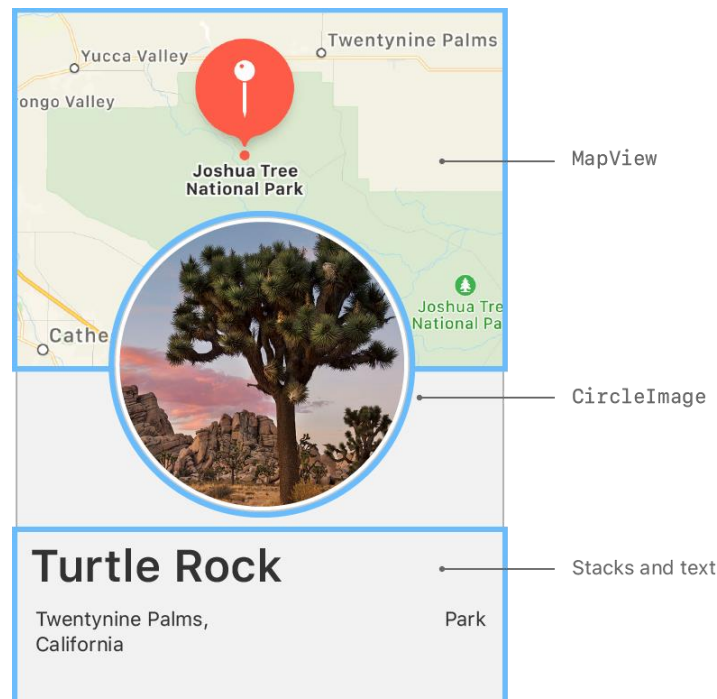 Twentynine Palms
Yucca Valley
ongo Valley
Joshua Tree
National Park
MapView
Joshua Tre
National Pa
Cathe
CircleImage
Turtle Rock
Stacks and text
Twentynine Palms,
California
Park